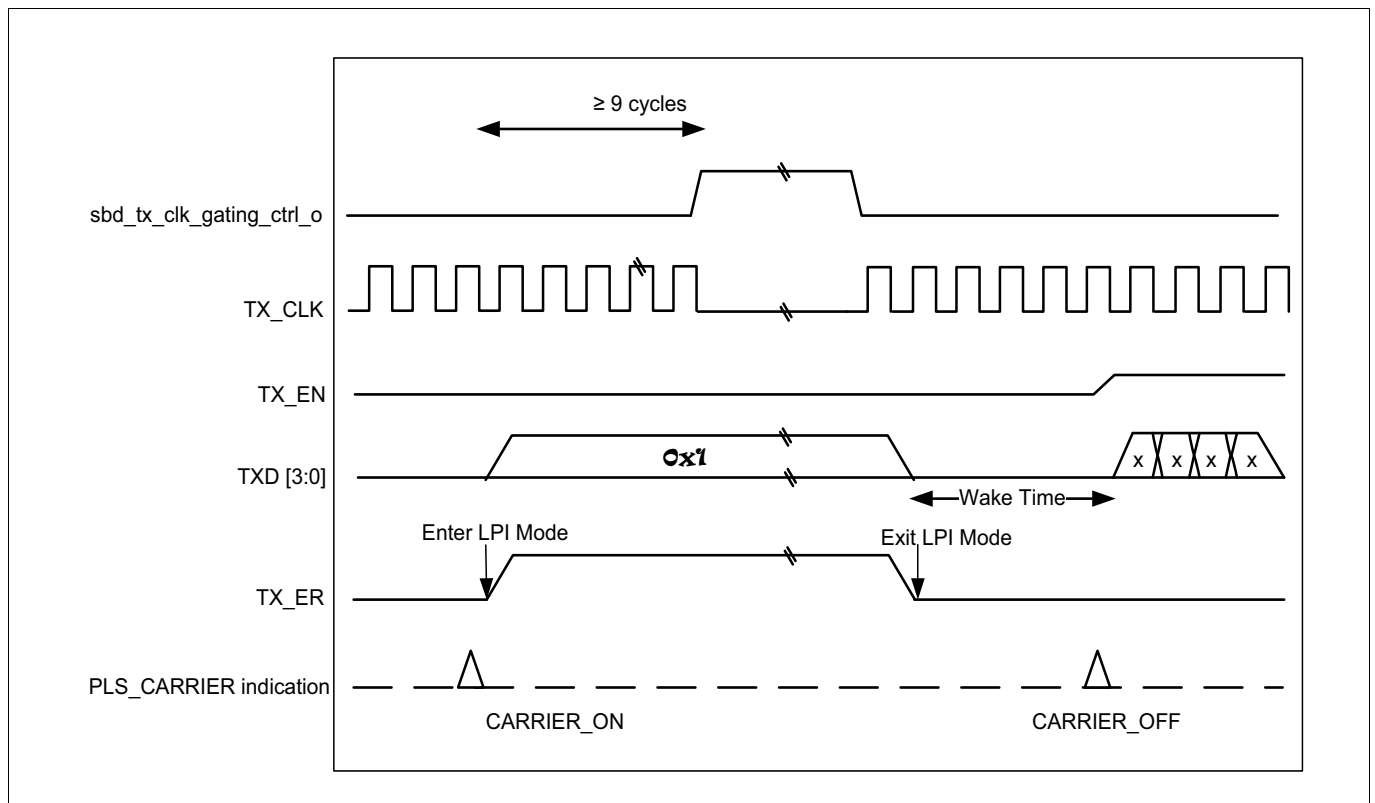 ≥ 9 cycles
sbd_tx_clk_gating_ctrl_o
TX_CLK
TX_EN
0x1
TXD [3:0]
x x x x
Wake Time
Enter LPI Mode
Exit LPI Mode
TX_ER
PLS_CARRIER indication
CARRIER_ON
CARRIER_OFF